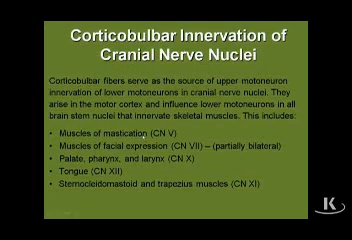 Corticobulbar Innervation of
Cranial Nerve Nuclei
Corticobulbar fibers serve as the source of upper motoneuron
innervation of lower motoneurons in cranial nerve nuclei. They
arise in the motor cortex and influence lower motoneurons in all
brain stem nuclei that innervate skeletal muscles. This includes:
• Muscles of mastication (CN V)
• Muscles of facial expression (CN VII) – (partially bilateral)
• Palate, pharynx, and larynx (CN X)
• Tongue (CN XII)
• Sternocleidomastoid and trapezius muscles (CN XI)
K